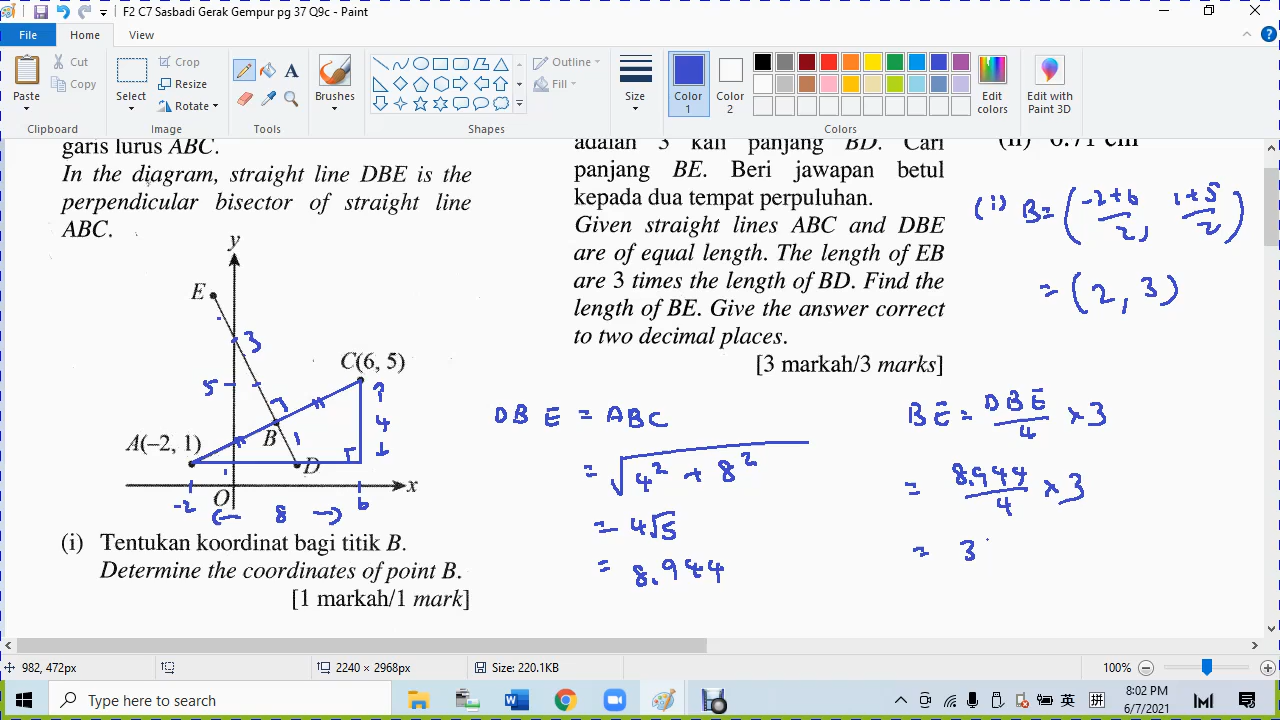 F2 C7 Sasbadi Gerak Gempur pg 37 Q9c - Paint
File Home View
Paste Cut Copy Clipboard
Select Crop Resize Rotate Image
A Tools
Brushes
Outline Fill Shapes
Size
Color 1 Color 2 Edit colors Colors
Edit with Paint 3D
garis lurus ABC.
In the diagram, straight line DBE is the
perpendicular bisector of straight line
ABC.
y
E
3
C(6, 5)
5
4
A(–2, 1)
B
1
D
O
x
-2
8
6
(i) Tentukan koordinat bagi titik B.
Determine the coordinates of point B.
[1 markah/1 mark]
adalah 3 kali panjang BD. Cari
panjang BE. Beri jawapan betul
kepada dua tempat perpuluhan.
Given straight lines ABC and DBE
are of equal length. The length of EB
are 3 times the length of BD. Find the
length of BE. Give the answer correct
to two decimal places.
[3 markah/3 marks]
DBE = ABC
= √4² + 8²
= 4√5
= 8.944
(ii) 6.71 cm
(i) B = (-2+6/2, 1+5/2)
= (2, 3)
BE = DBE/4 × 3
= 8.944/4 × 3
= 3
982, 472px
2240 × 2968px
Size: 220.1KB
100%
Type here to search
英
拼
8:02 PM
6/7/2021